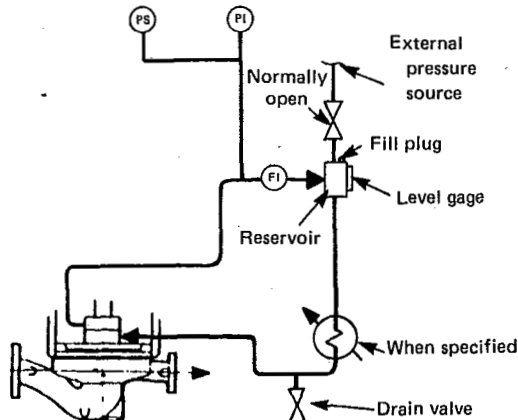 PS
PI
External
pressure
source
Normally
open
Fill plug
FI
Level gage
Reservoir
When specified
Drain valve